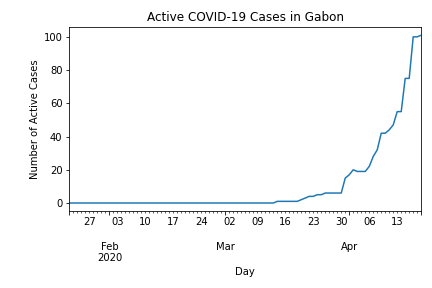 Active COVID-19 Cases in Gabon
Number of Active Cases
100
80
60
40
20
0
27 03 10 17 24 02 09 16 23 30 06 13
Feb Mar Apr
2020
Day